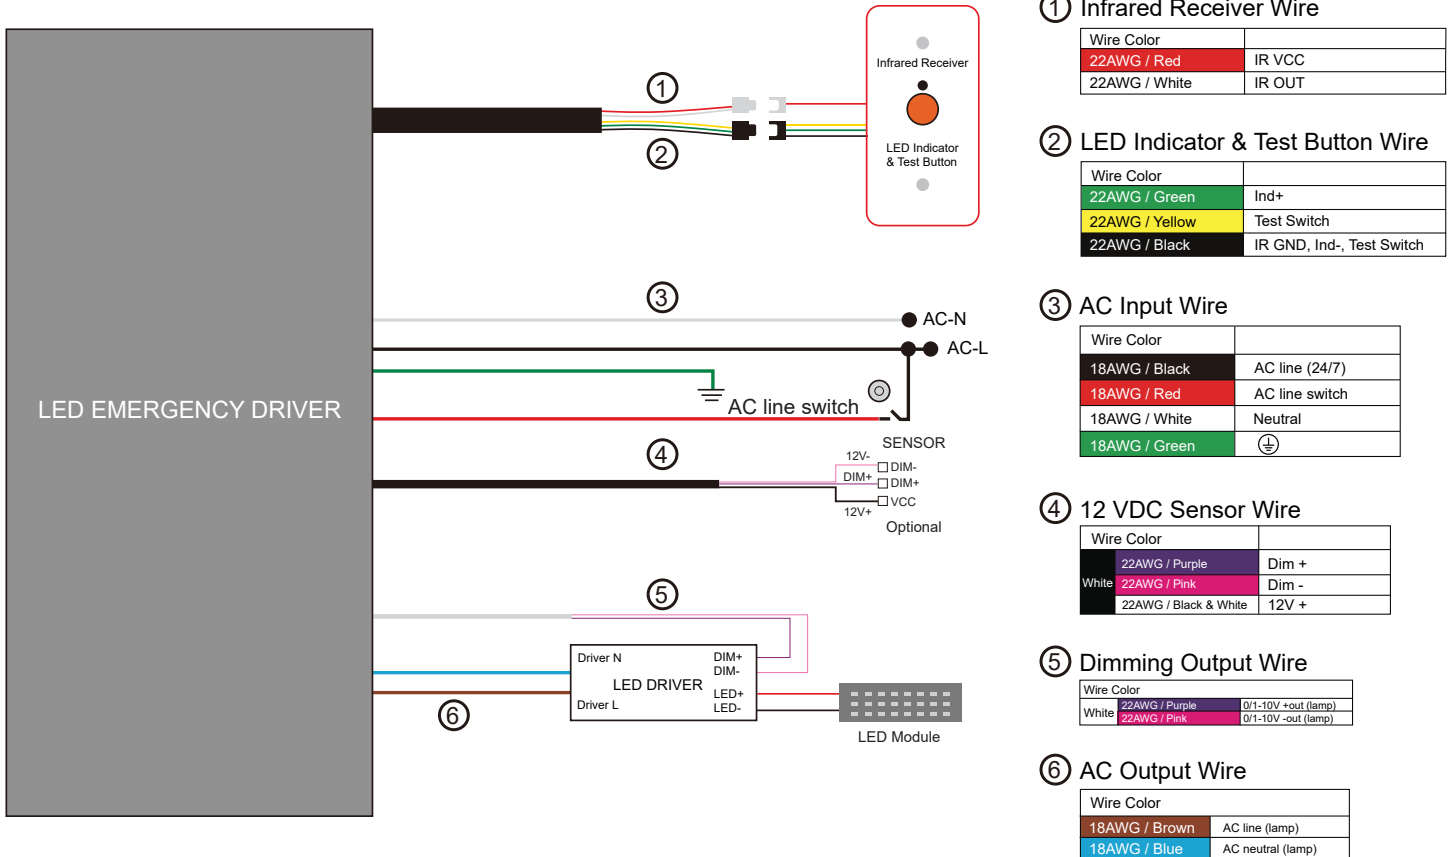 LED EMERGENCY DRIVER
1
2
Infrared Receiver
LED Indicator
& Test Button
3
AC-N
AC-L
AC line switch
4
SENSOR
12V-
DIM-
DIM+
DIM+
VCC
12V+
Optional
5
Driver N
DIM+
DIM-
LED DRIVER
LED+
Driver L
LED-
6
LED Module
1 Infrared Receiver Wire
Wire Color
22AWG / Red IR VCC
22AWG / White IR OUT
2 LED Indicator & Test Button Wire
Wire Color
22AWG / Green Ind+
22AWG / Yellow Test Switch
22AWG / Black IR GND, Ind-, Test Switch
3 AC Input Wire
Wire Color
18AWG / Black AC line (24/7)
18AWG / Red AC line switch
18AWG / White Neutral
18AWG / Green
4 12 VDC Sensor Wire
Wire Color
22AWG / Purple Dim +
White 22AWG / Pink Dim -
22AWG / Black & White 12V +
5 Dimming Output Wire
Wire Color
White 22AWG / Purple 0/1-10V +out (lamp)
22AWG / Pink 0/1-10V -out (lamp)
6 AC Output Wire
Wire Color
18AWG / Brown AC line (lamp)
18AWG / Blue AC neutral (lamp)